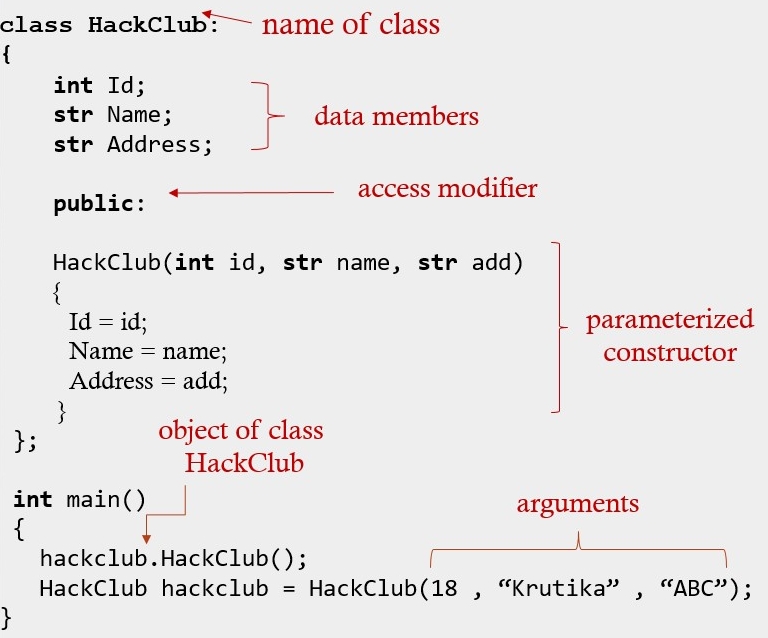 class HackClub: name of class
{
int Id;
str Name;
data members
str Address;
access modifier
public:
HackClub(int id, str name, str add)
{
Id = id;
parameterized
Name = name;
constructor
Address = add;
}
};
object of class
HackClub
int main()
arguments
{
hackclub.HackClub();
HackClub hackclub = HackClub(18 , “Krutika” , “ABC”);
}